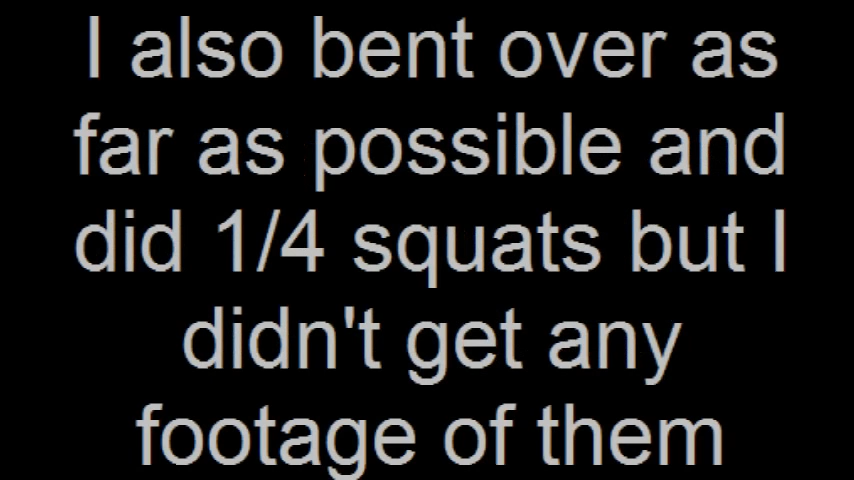 I also bent over as
far as possible and
did 1/4 squats but I
didn't get any
footage of them